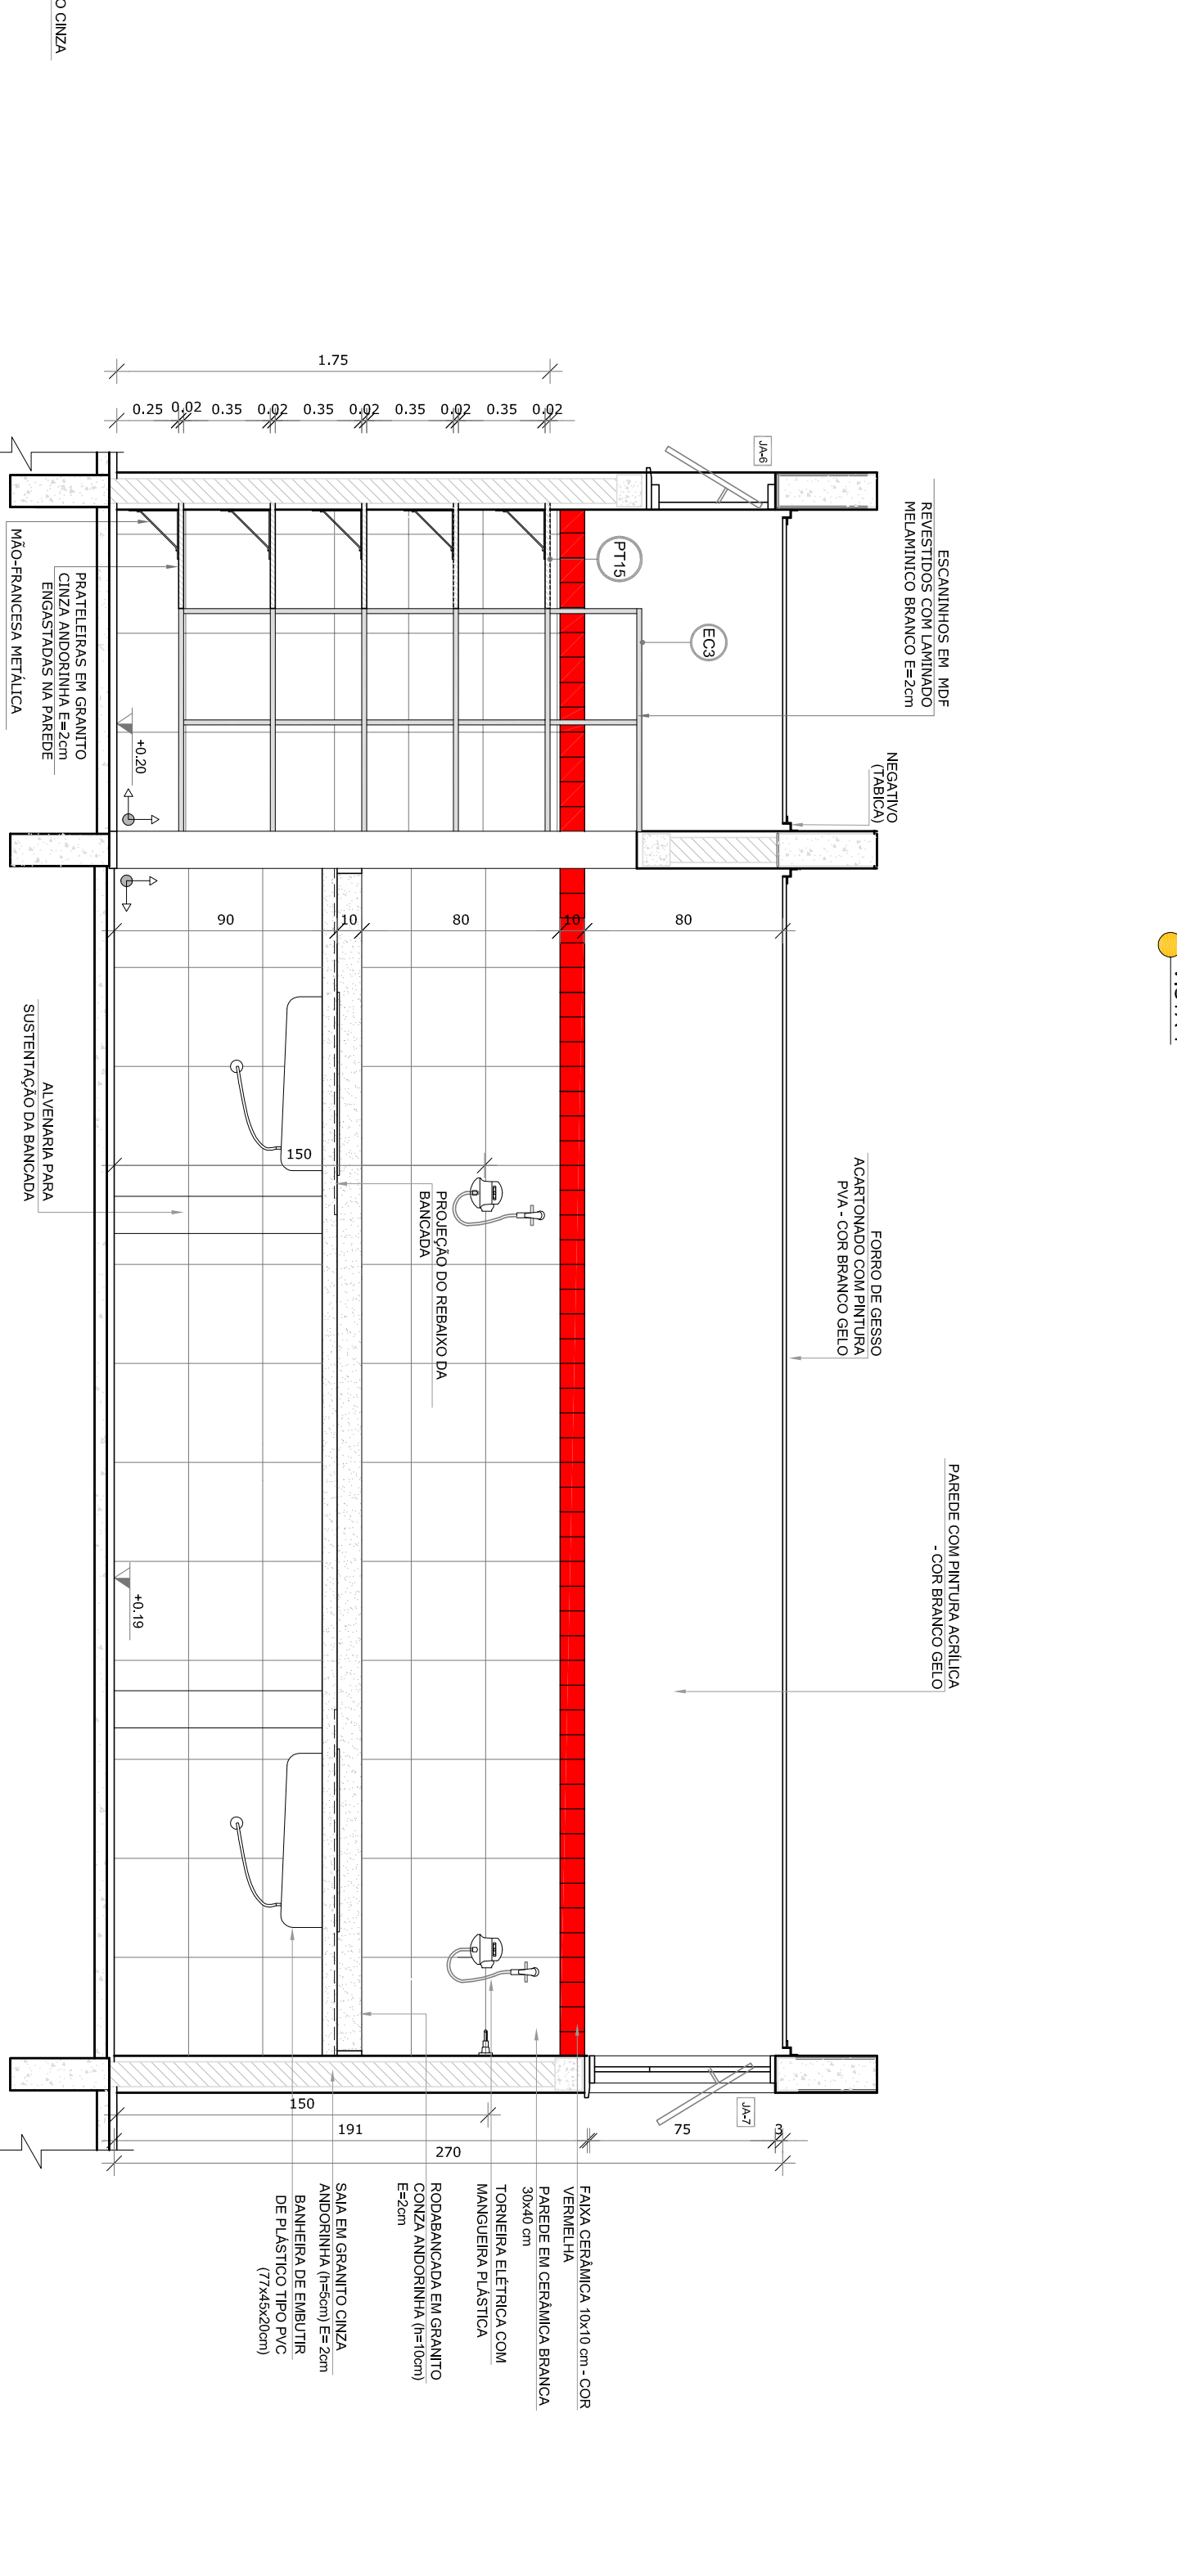 O CINZA
1.75
0.25
0.02
0.35
0.02
0.35
0.02
0.35
0.02
0.35
0.02
JA-6
ESCANINHOS EM MDF
REVESTIDOS COM LAMINADO
MELAMINICO BRANCO E=2cm
PT15
EC3
PRATELEIRAS EM GRANITO
CINZA ANDORINHA E=2cm
ENGASTADAS NA PAREDE
MÃO-FRANCESA METÁLICA
+0.20
NEGATIVO
(TABICA)
90
10
80
10
80
ALVENARIA PARA
SUSTENTAÇÃO DA BANCADA
150
PROJEÇÃO DO REBAIXO DA
BANCADA
FORRO DE GESSO
ACARTONADO COM PINTURA
PVA - COR BRANCO GELO
PAREDE COM PINTURA ACRÍLICA
- COR BRANCO GELO
+0.19
JA-7
150
191
75
3
270
FAIXA CERÂMICA 10x10 cm - COR
VERMELHA
PAREDE EM CERÂMICA BRANCA
30x40 cm
TORNEIRA ELÉTRICA COM
MANGUEIRA PLÁSTICA
RODABANCADA EM GRANITO
CONZA ANDORINHA (h=10cm)
E=2cm
SAIA EM GRANITO CINZA
ANDORINHA (h=5cm) E= 2cm
BANHEIRA DE EMBUTIR
DE PLÁSTICO TIPO PVC
(77x45x20cm)